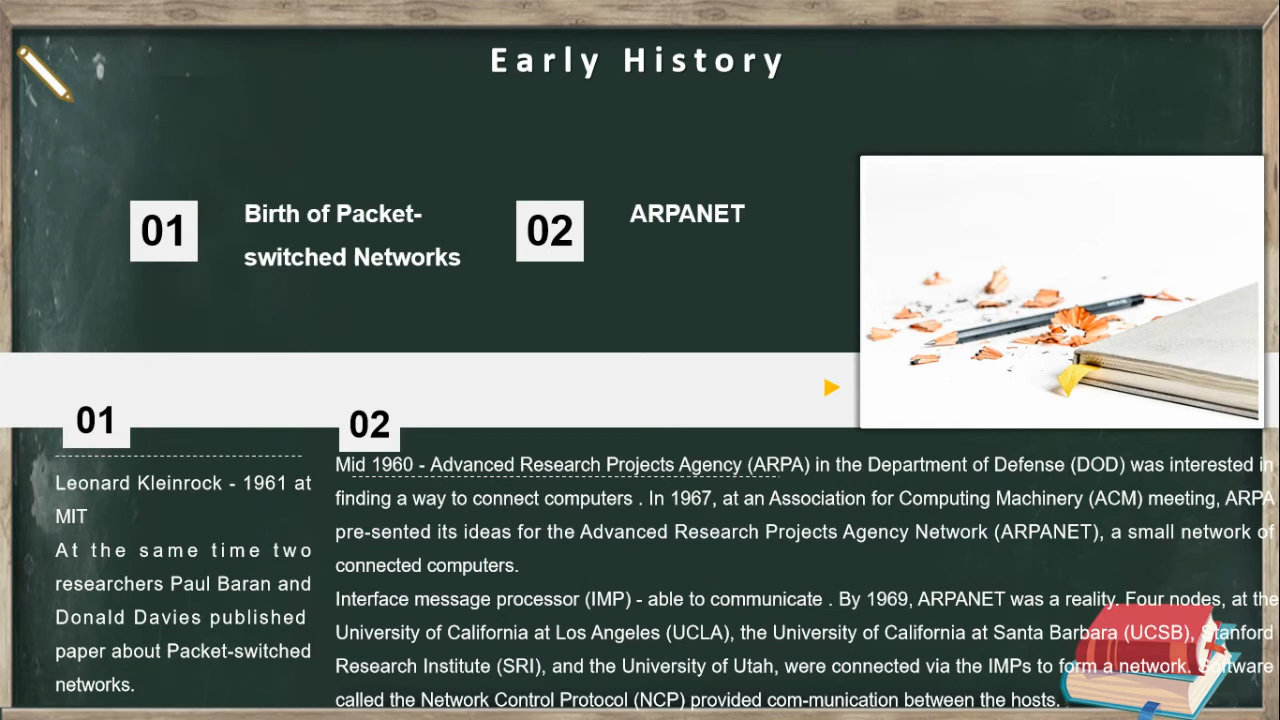 Early History
01
Birth of Packet-
switched Networks
02
ARPANET
01
Leonard Kleinrock - 1961 at
MIT
At the same time two
researchers Paul Baran and
Donald Davies published
paper about Packet-switched
networks.
02
Mid 1960 - Advanced Research Projects Agency (ARPA) in the Department of Defense (DOD) was interested in
finding a way to connect computers . In 1967, at an Association for Computing Machinery (ACM) meeting, ARPA
pre-sented its ideas for the Advanced Research Projects Agency Network (ARPANET), a small network of
connected computers.
Interface message processor (IMP) - able to communicate . By 1969, ARPANET was a reality. Four nodes, at the
University of California at Los Angeles (UCLA), the University of California at Santa Barbara (UCSB), Stanford
Research Institute (SRI), and the University of Utah, were connected via the IMPs to form a network. Software
called the Network Control Protocol (NCP) provided com-munication between the hosts.